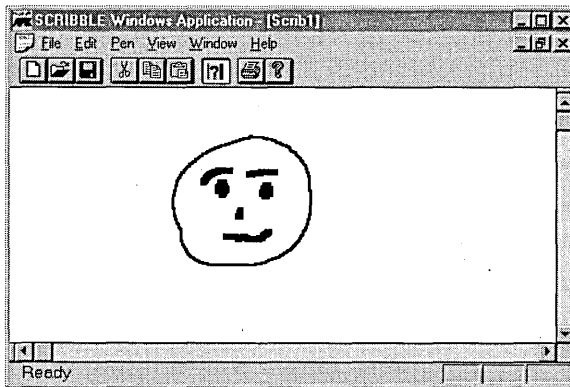 SCRIBBLE Windows Application - [Scrib1]
File Edit Pen View Window Help
|?| ?
Ready